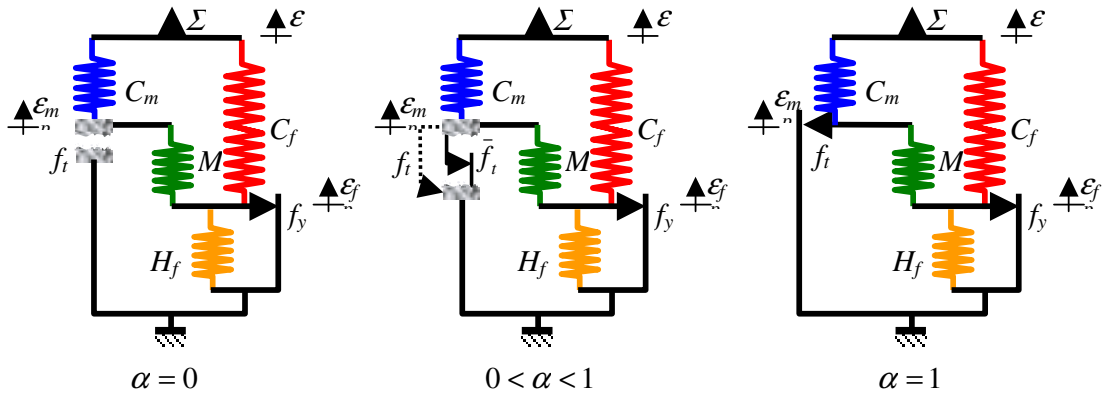 Σ ε
C_m
ε_m
p
f_t
M
C_f
ε_f
p
f_y
H_f
α = 0
Σ ε
C_m
ε_m
p
f_t
f̄_t
M
C_f
ε_f
p
f_y
H_f
0 < α < 1
Σ ε
C_m
ε_m
p
f_t
M
C_f
ε_f
p
f_y
H_f
α = 1